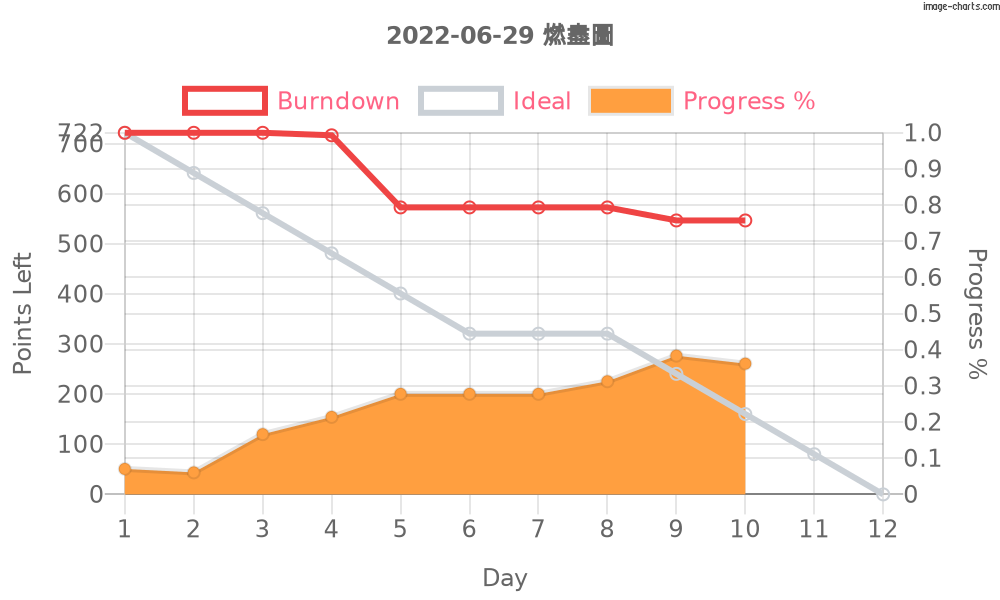 image-charts.com
2022-06-29 燃盡圖
Burndown Ideal Progress %
722 1.0
700
0.9
600 0.8
500 0.7
0.6
400
0.5
300 0.4
0.3
200
0.2
100 0.1
0 0
Points Left
Progress %
1 2 3 4 5 6 7 8 9 10 11 12
Day